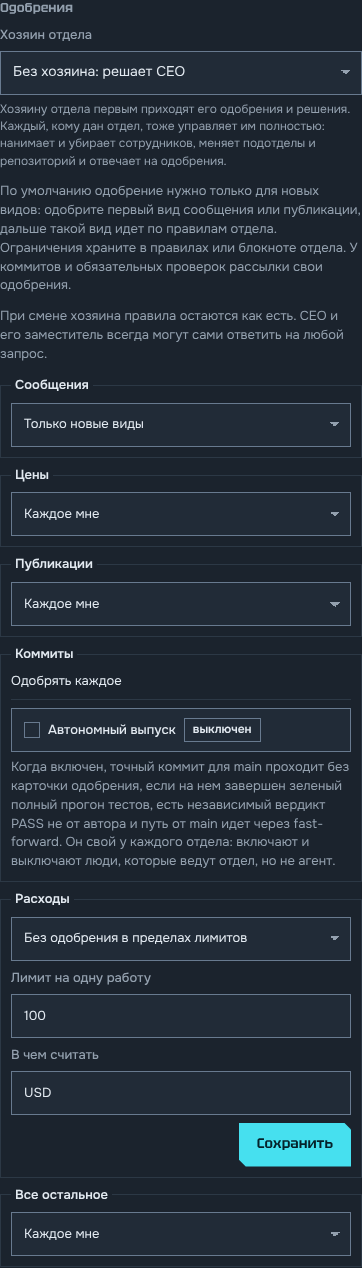 Одобрения
Хозяин отдела
Без хозяина: решает CEO
Хозяину отдела первым приходят его одобрения и решения.
Каждый, кому дан отдел, тоже управляет им полностью:
нанимает и убирает сотрудников, меняет подотделы и
репозиторий и отвечает на одобрения.
По умолчанию одобрение нужно только для новых
видов: одобрите первый вид сообщения или публикации,
дальше такой вид идет по правилам отдела.
Ограничения храните в правилах или блокноте отдела. У
коммитов и обязательных проверок рассылки свои
одобрения.
При смене хозяина правила остаются как есть. CEO и
его заместитель всегда могут сами ответить на любой
запрос.
Сообщения
Только новые виды
Цены
Каждое мне
Публикации
Каждое мне
Коммиты
Одобрять каждое
Автономный выпуск выключен
Когда включен, точный коммит для main проходит без
карточки одобрения, если на нем завершен зеленый
полный прогон тестов, есть независимый вердикт
PASS не от автора и путь от main идет через fast-
forward. Он свой у каждого отдела: включают и
выключают люди, которые ведут отдел, но не агент.
Расходы
Без одобрения в пределах лимитов
Лимит на одну работу
100
В чем считать
USD
Сохранить
Все остальное
Каждое мне